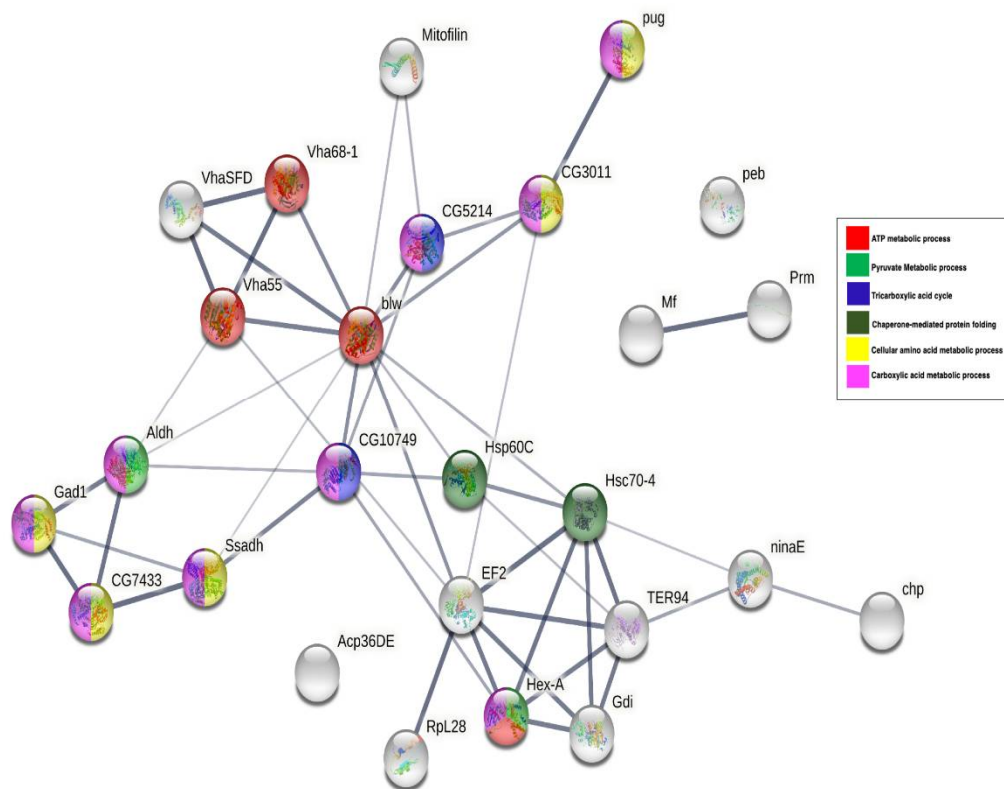 pug
Mitofilin
Vha68-1
VhaSFD
CG3011
peb
CG5214
ATP metabolic process
Pyruvate Metabolic process
Tricarboxylic acid cycle
Chaperone-mediated protein folding
Cellular amino acid metabolic process
Carboxylic acid metabolic process
Vha55
blw
Mf
Prm
Aldh
CG10749
Hsp60C
Hsc70-4
Gad1
Ssadh
ninaE
CG7433
EF2
TER94
chp
Acp36DE
Hex-A
Gdi
RpL28